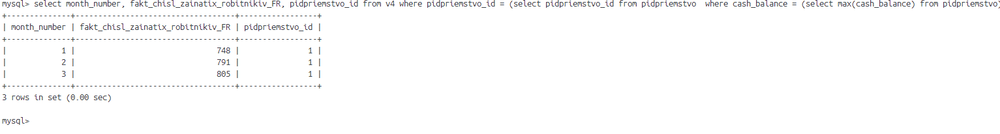 mysql> select month_number, fakt_chisl_zainatix_robitnikiv_FR, pidpriemstvo_id from v4 where pidpriemstvo_id = (select pidpriemstvo_id from pidpriemstvo  where cash_balance = (select max(cash_balance) from pidpriemstvo)
+--------------+----------------------------------+-----------------+
| month_number | fakt_chisl_zainatix_robitnikiv_FR | pidpriemstvo_id |
+--------------+----------------------------------+-----------------+
|            1 |                               748 |               1 |
|            2 |                               791 |               1 |
|            3 |                               805 |               1 |
+--------------+----------------------------------+-----------------+
3 rows in set (0.00 sec)
mysql>